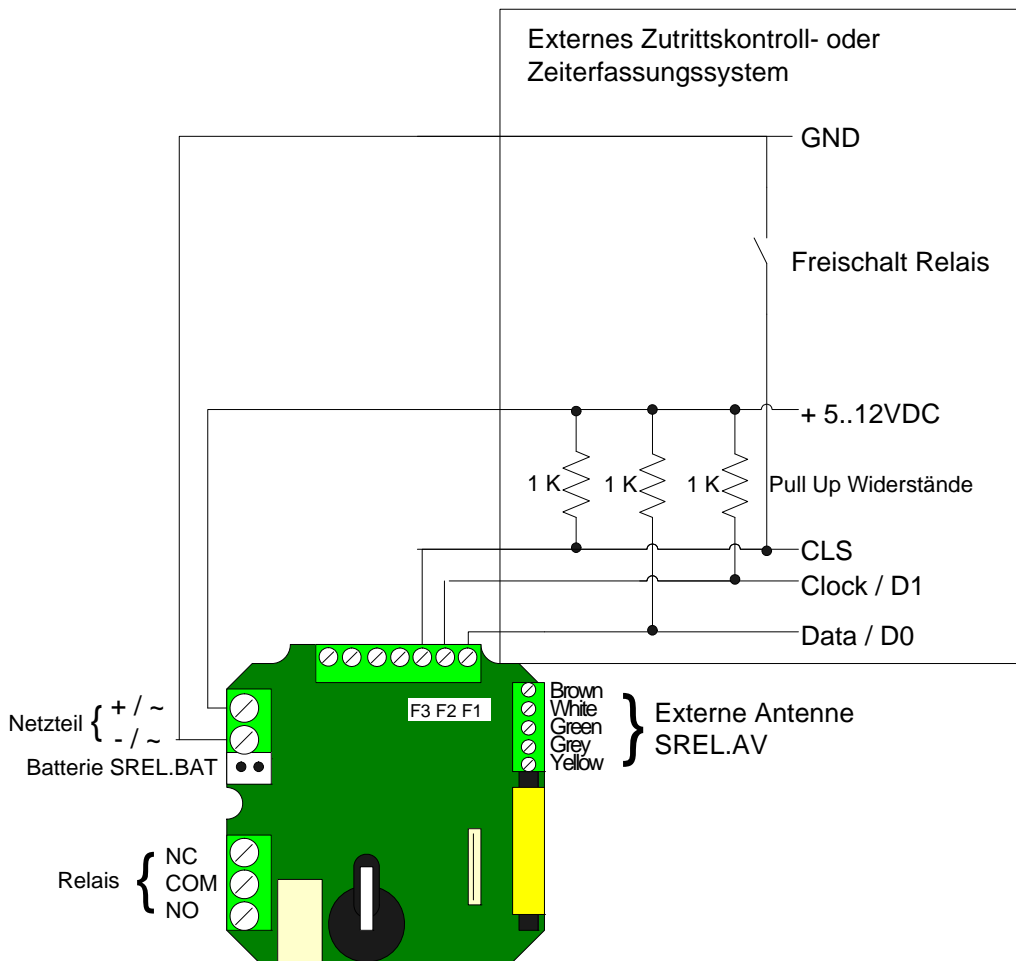 Externes Zutrittskontroll- oder
Zeiterfassungssystem
GND
Freischalt Relais
+ 5..12VDC
1 K 1 K 1 K Pull Up Widerstände
CLS
Clock / D1
Data / D0
F3 F2 F1
Netzteil { + / ~
- / ~
Batterie SREL.BAT
Brown
White
Green
Grey
Yellow
} Externe Antenne
SREL.AV
Relais { NC
COM
NO